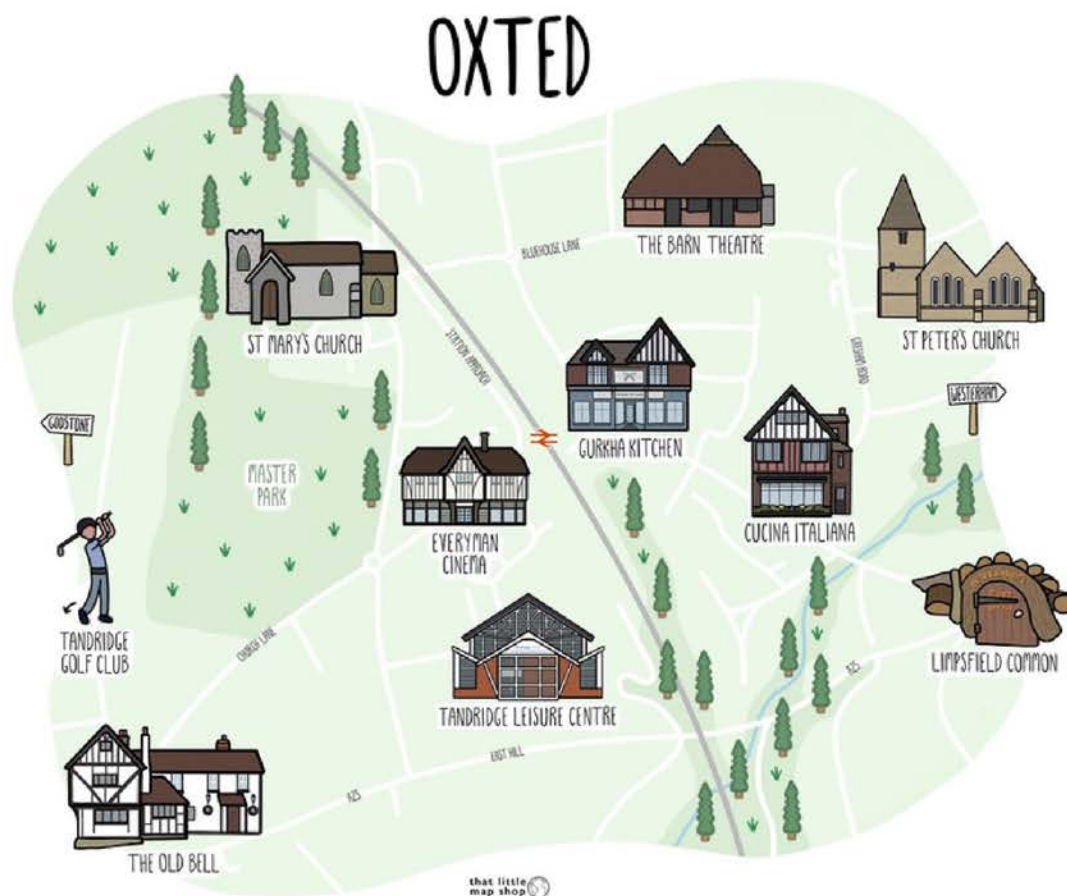 OXTED
THE BARN THEATRE
BLUEHOUSE LANE
ST MARY'S CHURCH
ST PETER'S CHURCH
STATION APPROACH
GRESHAM ROAD
GODSTONE
WESTERHAM
GURKHA KITCHEN
MASTER
PARK
EVERYMAN
CINEMA
CUCINA ITALIANA
TANDRIDGE
GOLF CLUB
CHURCH LANE
LIMPSFIELD COMMON
A25
TANDRIDGE LEISURE CENTRE
EAST HILL
A25
THE OLD BELL
that little
map shop